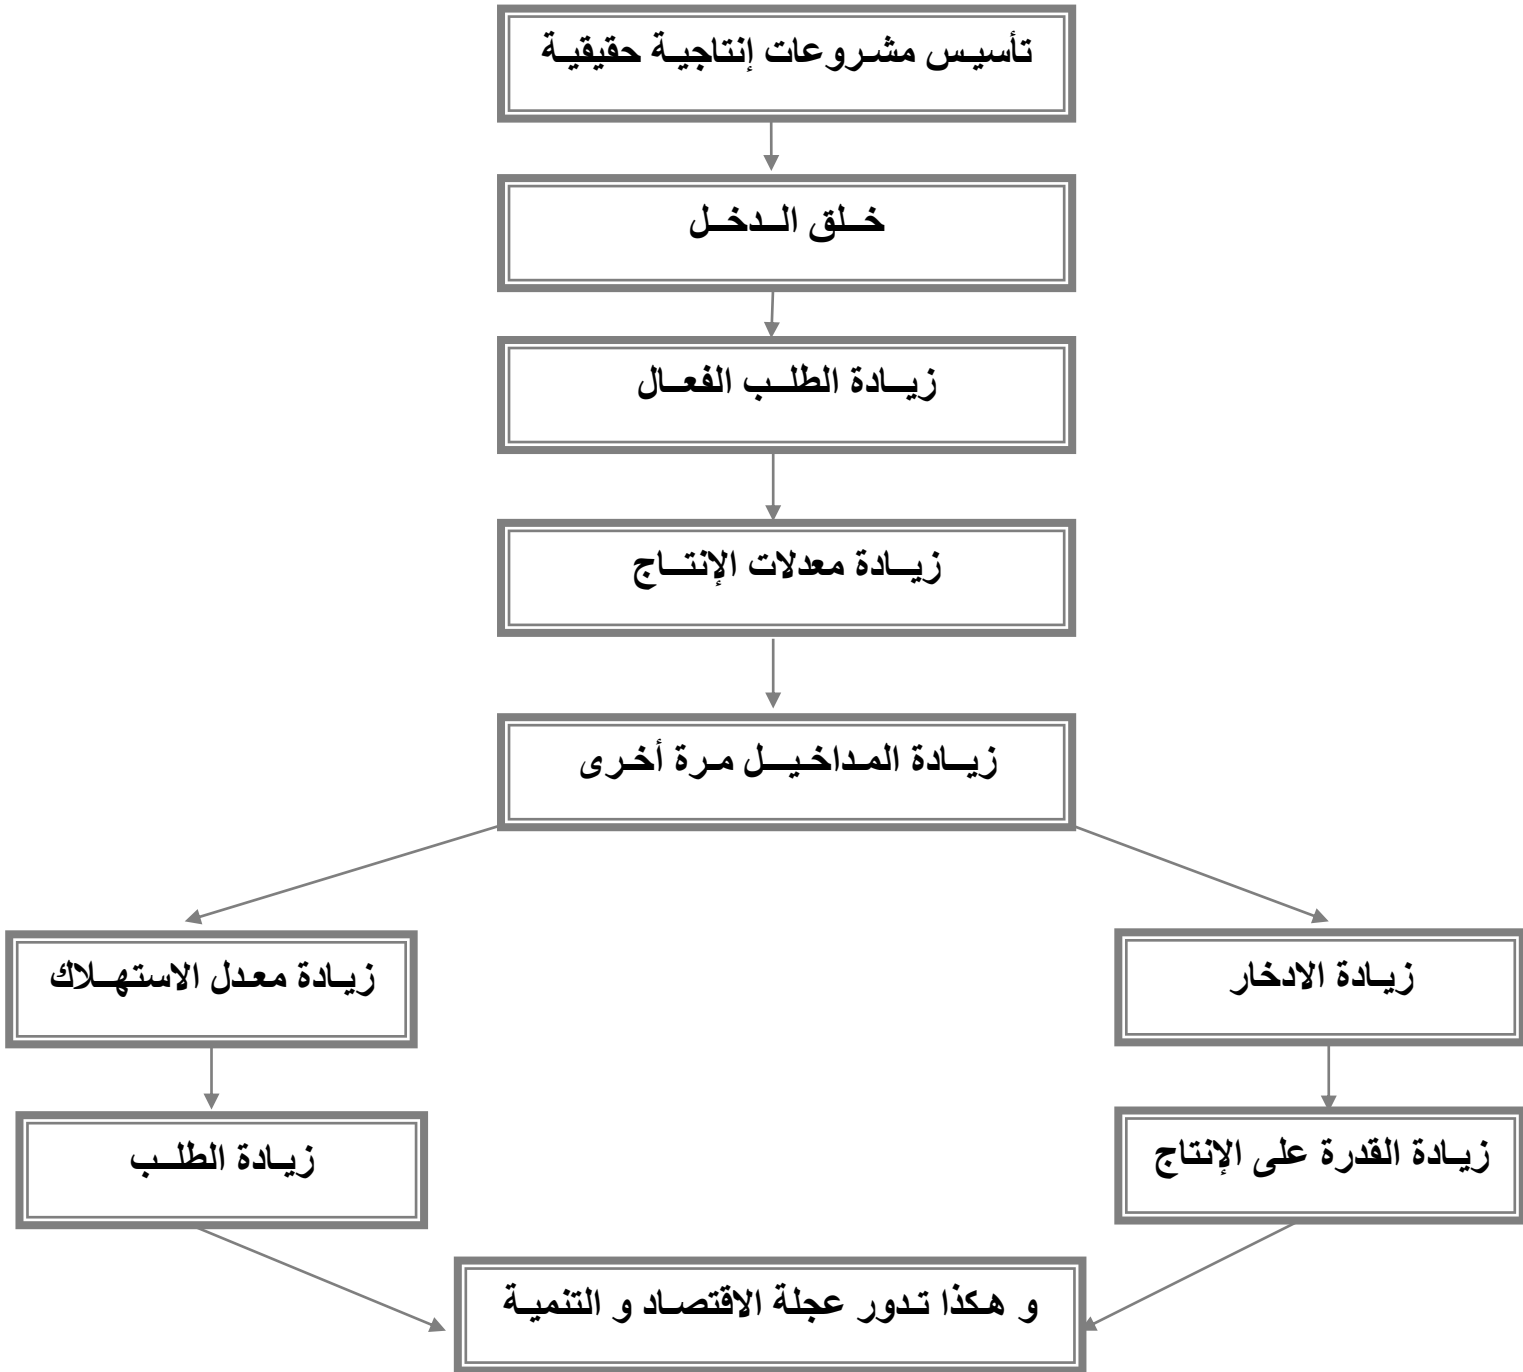 تأسيس مشروعات إنتاجية حقيقية
خلق الدخل
زيادة الطلب الفعال
زيادة معدلات الإنتاج
زيادة المداخيل مرة أخرى
زيادة الادخار
زيادة معدل الاستهلاك
زيادة القدرة على الإنتاج
زيادة الطلب
و هكذا تدور عجلة الاقتصاد و التنمية